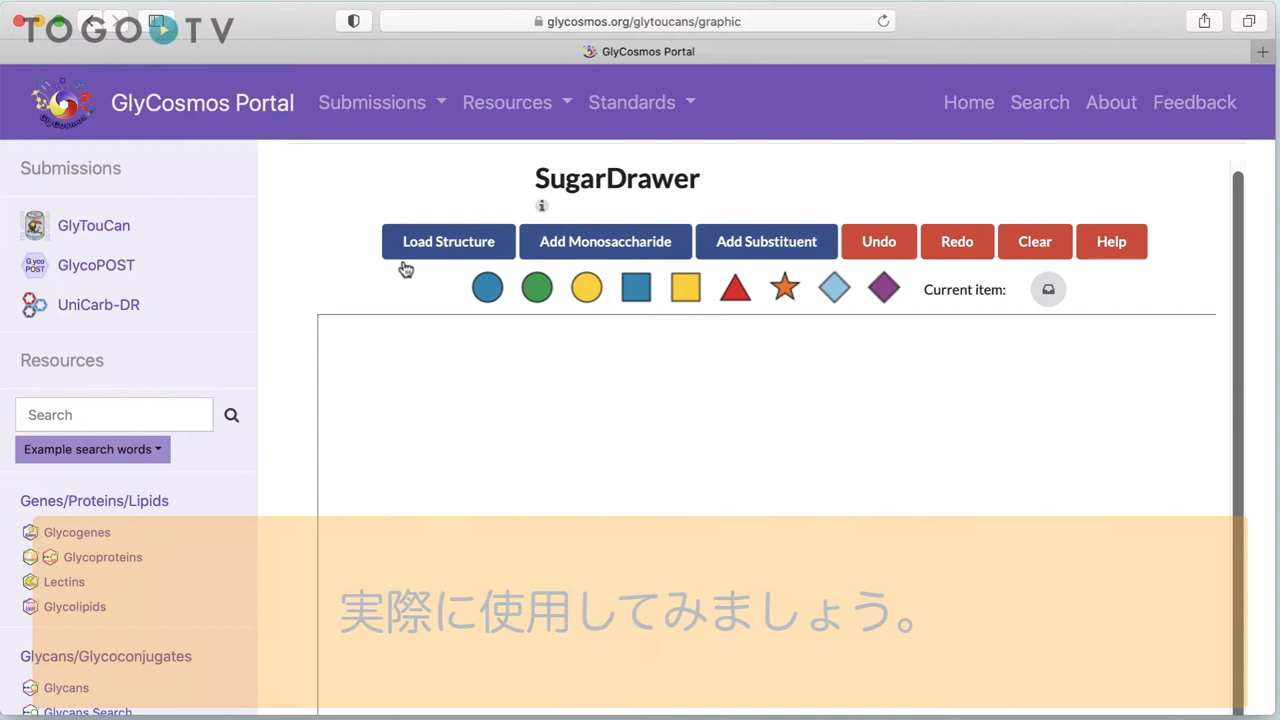 TOGO TV
glycosmos.org/glytoucans/graphic
GlyCosmos Portal
GlyCosmos Portal
Submissions
Resources
Standards
Home
Search
About
Feedback
Submissions
GlyTouCan
GlycoPOST
UniCarb-DR
Resources
Search
Example search words
Genes/Proteins/Lipids
Glycogenes
Glycoproteins
Lectins
Glycolipids
Glycans/Glycoconjugates
Glycans
Glycans Search
SugarDrawer
Load Structure
Add Monosaccharide
Add Substituent
Undo
Redo
Clear
Help
Current item:
実際に使用してみましょう。